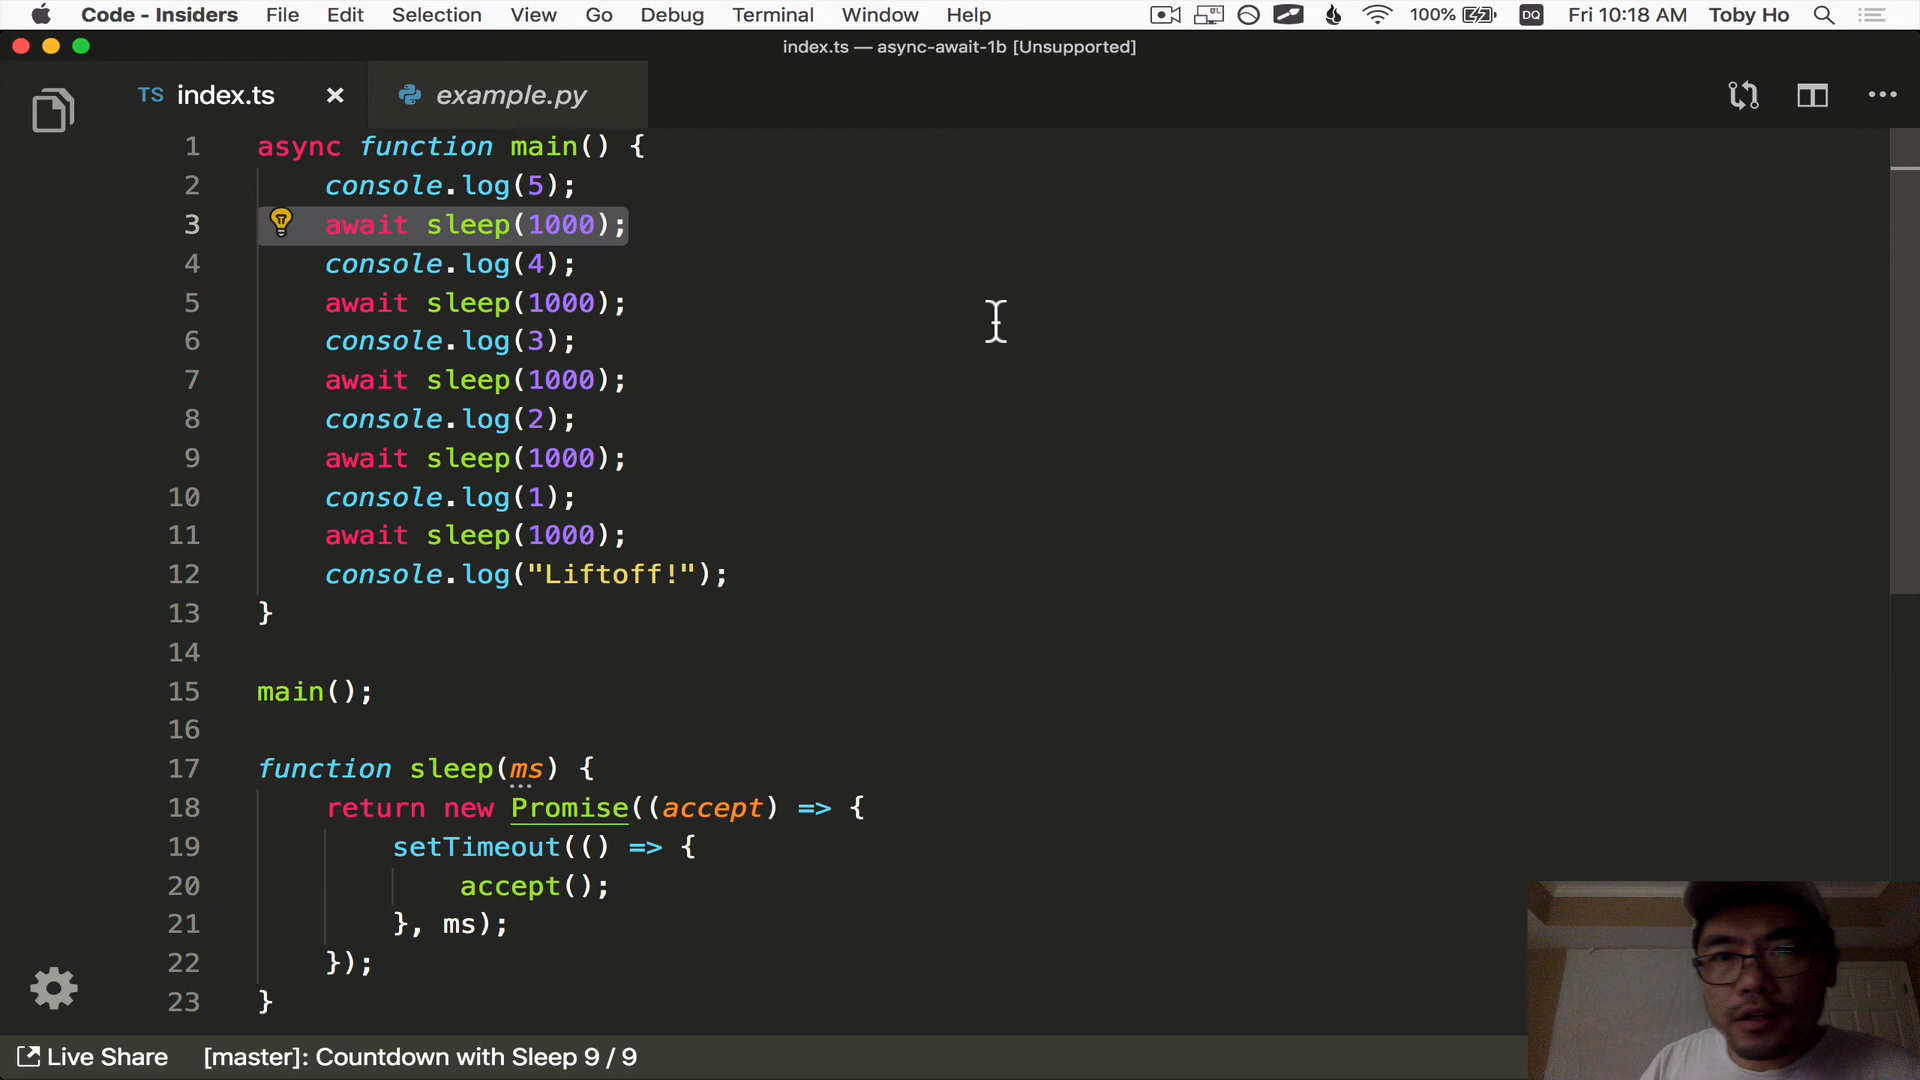 Code - Insiders File Edit Selection View Go Debug Terminal Window Help 100% DQ Fri 10:18 AM Toby Ho
index.ts — async-await-1b [Unsupported]
TS index.ts example.py
1 async function main() {
2 console.log(5);
3 await sleep(1000);
4 console.log(4);
5 await sleep(1000);
6 console.log(3);
7 await sleep(1000);
8 console.log(2);
9 await sleep(1000);
10 console.log(1);
11 await sleep(1000);
12 console.log("Liftoff!");
13 }
14
15 main();
16
17 function sleep(ms) {
18 return new Promise((accept) => {
19 setTimeout(() => {
20 accept();
21 }, ms);
22 });
23 }
Live Share [master]: Countdown with Sleep 9 / 9